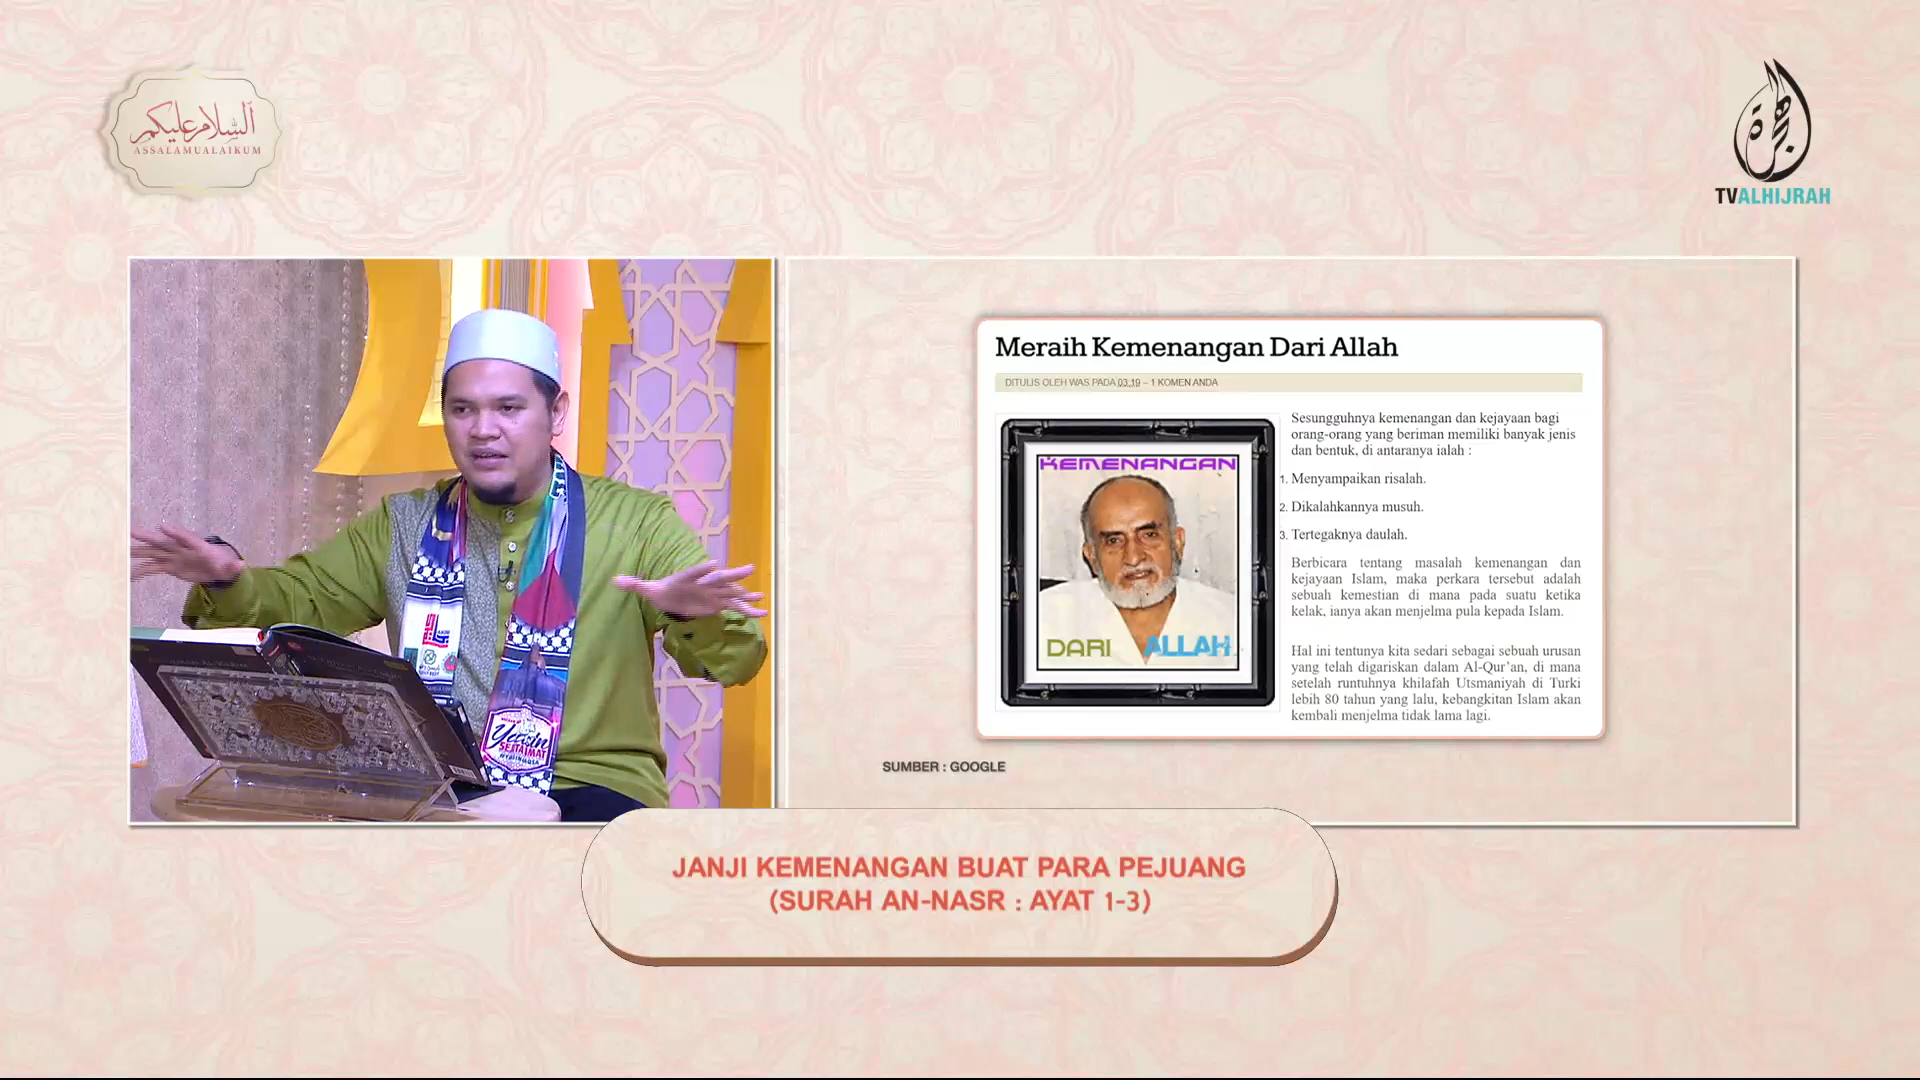 السلام عليكم
ASSALAMUALAIKUM
هجرة
TVALHIJRAH
Meraih Kemenangan Dari Allah
DITULIS OLEH WAS PADA 03:19 – 1 KOMEN ANDA
KEMENANGAN
DARI ALLAH
Sesungguhnya kemenangan dan kejayaan bagi
orang-orang yang beriman memiliki banyak jenis
dan bentuk, di antaranya ialah :
1. Menyampaikan risalah.
2. Dikalahkannya musuh.
3. Tertegaknya daulah.
Berbicara tentang masalah kemenangan dan
kejayaan Islam, maka perkara tersebut adalah
sebuah kemestian di mana pada suatu ketika
kelak, ianya akan menjelma pula kepada Islam.
Hal ini tentunya kita sedari sebagai sebuah urusan
yang telah digariskan dalam Al-Qur'an, di mana
setelah runtuhnya khilafah Utsmaniyah di Turki
lebih 80 tahun yang lalu, kebangkitan Islam akan
kembali menjelma tidak lama lagi.
Yasin
SEJTAIMAT
SUMBER : GOOGLE
JANJI KEMENANGAN BUAT PARA PEJUANG
(SURAH AN-NASR : AYAT 1-3)